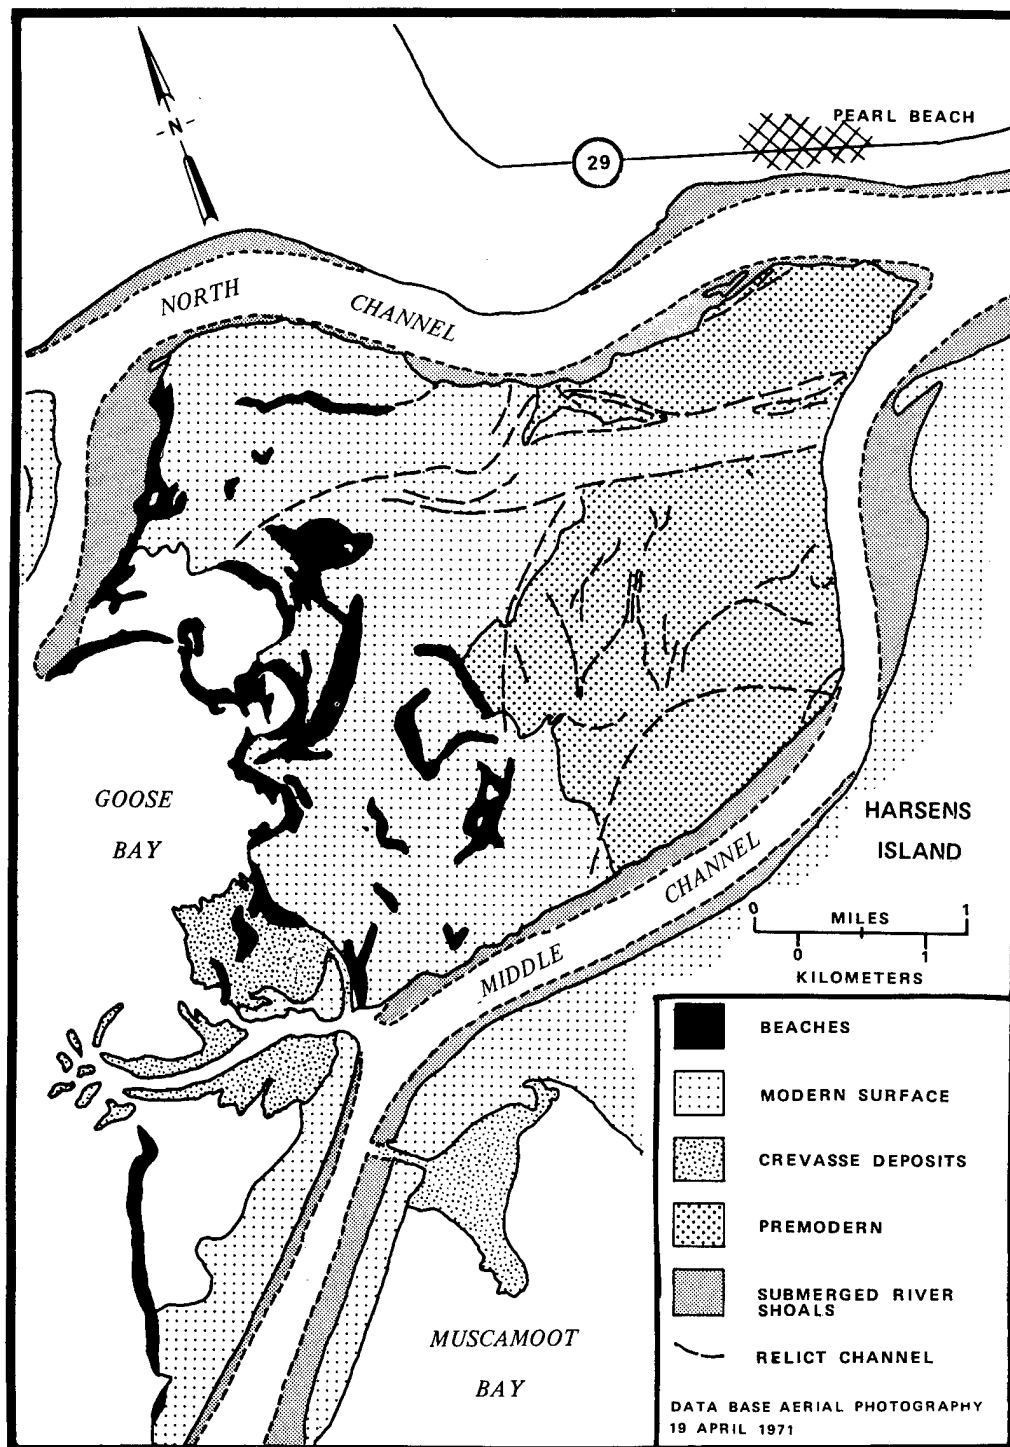 PEARL BEACH
29
N
NORTH
CHANNEL
GOOSE
BAY
HARSENS
ISLAND
MIDDLE
CHANNEL
0
MILES
1
0
1
KILOMETERS
BEACHES
MODERN SURFACE
CREVASSE DEPOSITS
PREMODERN
SUBMERGED RIVER
SHOALS
RELICT CHANNEL
MUSCAMOOT
BAY
DATA BASE AERIAL PHOTOGRAPHY
19 APRIL 1971